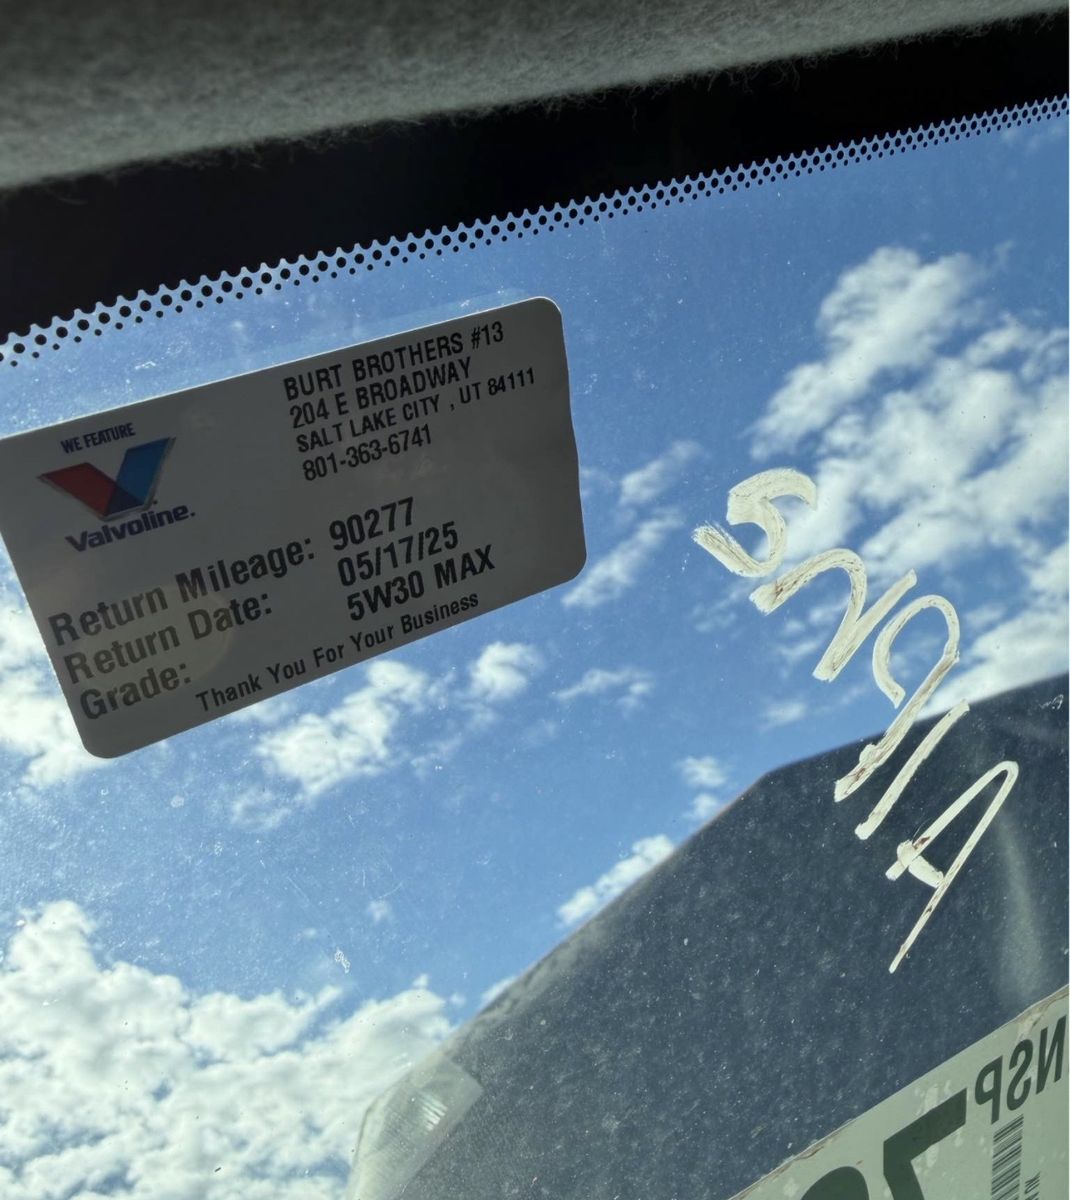 BURT BROTHERS #13
204 E BROADWAY
SALT LAKE CITY , UT 84111
801-363-6741
WE FEATURE
Valvoline.
Return Mileage: 90277
Return Date: 05/17/25
Grade: 5W30 MAX
Thank You For Your Business
NSP